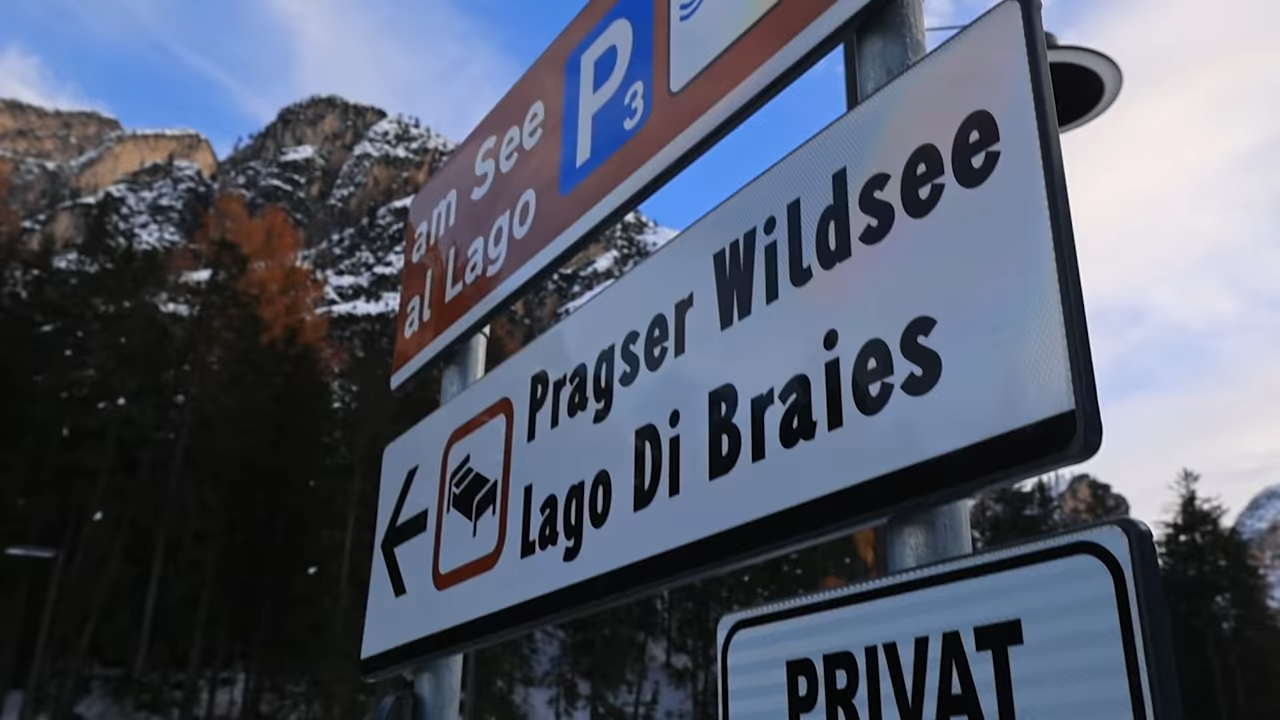 am See
al Lago
P3
Pragser Wildsee
Lago Di Braies
PRIVAT